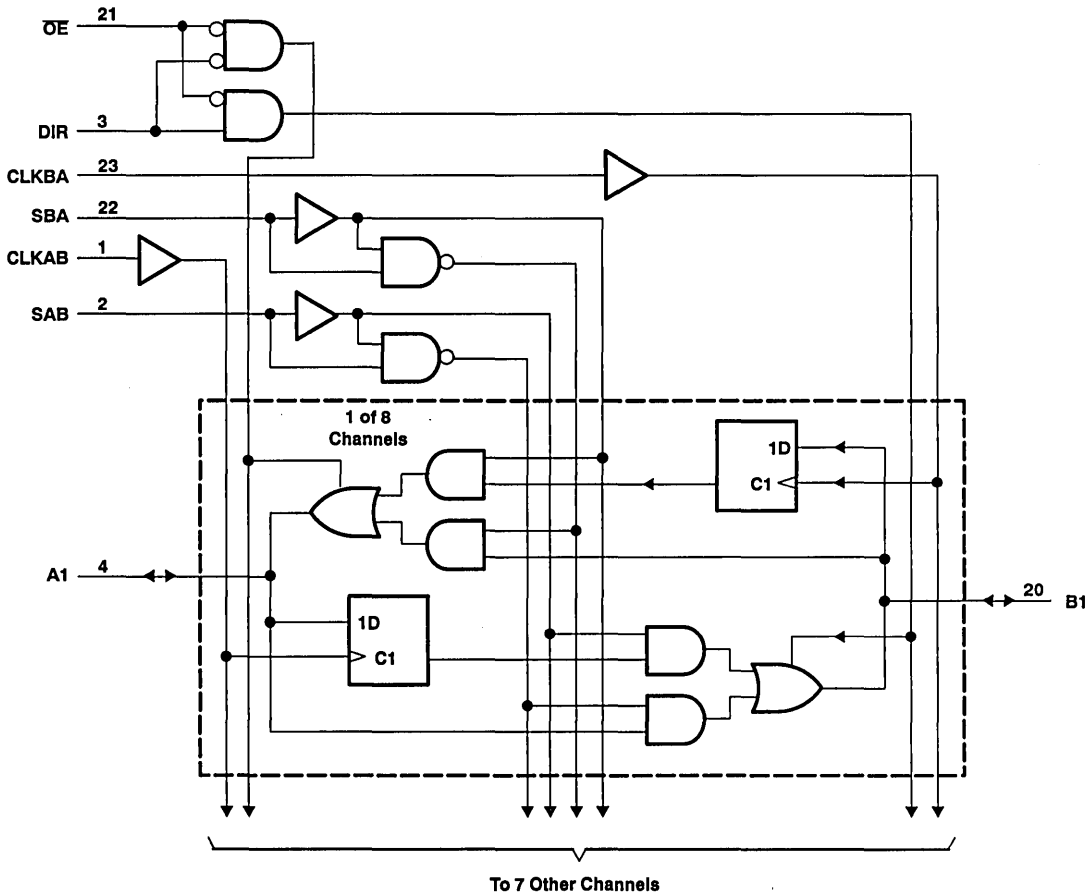 OE 21
DIR 3
CLKBA 23
SBA 22
CLKAB 1
SAB 2
1 of 8
Channels
1D
C1
A1 4
20 B1
1D
C1
To 7 Other Channels